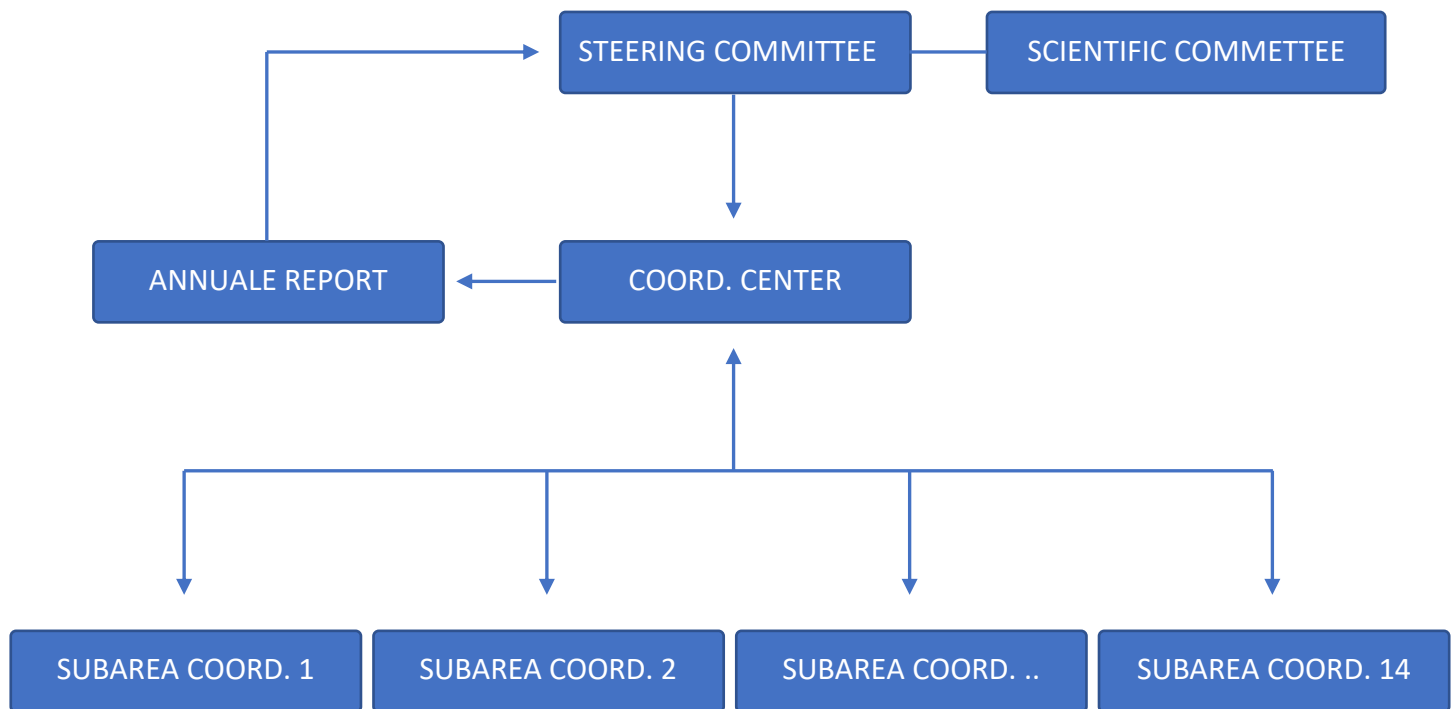 STEERING COMMITTEE
SCIENTIFIC COMMETTEE
ANNUALE REPORT
COORD. CENTER
SUBAREA COORD. 1
SUBAREA COORD. 2
SUBAREA COORD. ..
SUBAREA COORD. 14